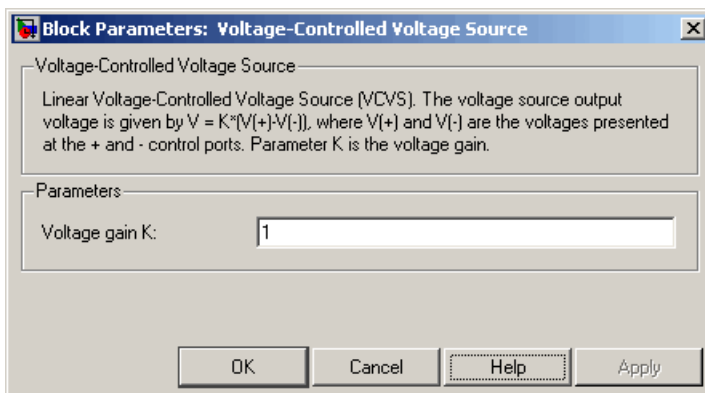 Block Parameters: Voltage-Controlled Voltage Source
Voltage-Controlled Voltage Source
Linear Voltage-Controlled Voltage Source (VCVS). The voltage source output
voltage is given by V = K*(V(+)-V(-)), where V(+) and V(-) are the voltages presented
at the + and - control ports. Parameter K is the voltage gain.
Parameters
Voltage gain K: 1
OK Cancel Help Apply